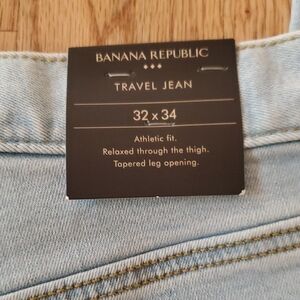 BANANA REPUBLIC
TRAVEL JEAN
32 x 34
Athletic fit.
Relaxed through the thigh.
Tapered leg opening.